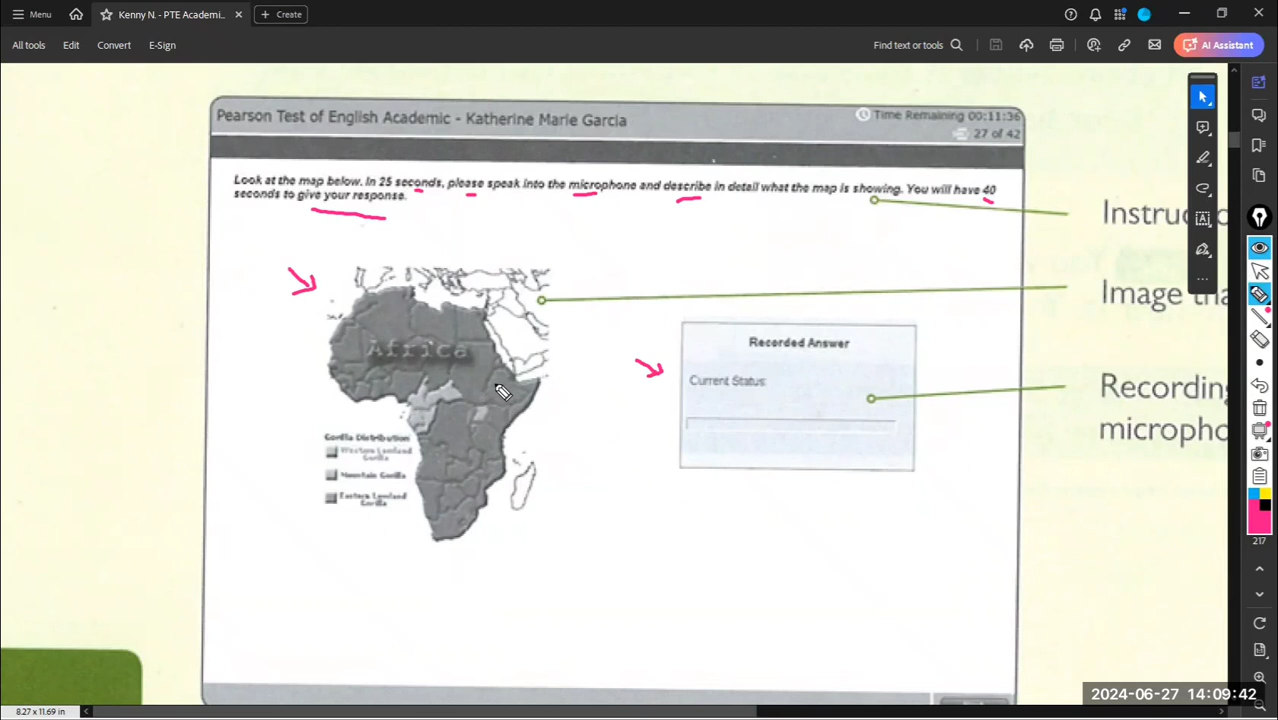 Menu
Kenny N. - PTE Academi...
Create
All tools
Edit
Convert
E-Sign
Find text or tools
AI Assistant
Pearson Test of English Academic - Katherine Marie Garcia
Time Remaining 00:11:36
27 of 42
Look at the map below. In 25 seconds, please speak into the microphone and describe in detail what the map is showing. You will have 40
seconds to give your response.
Instruc
Image tha
Africa
Recorded Answer
Current Status:
Recording
micropho
Gorilla Distribution
Western Lowland
Gorilla
Mountain Gorilla
Eastern Lowland
Gorilla
217
8.27 x 11.69 in
2024-06-27 14:09:42